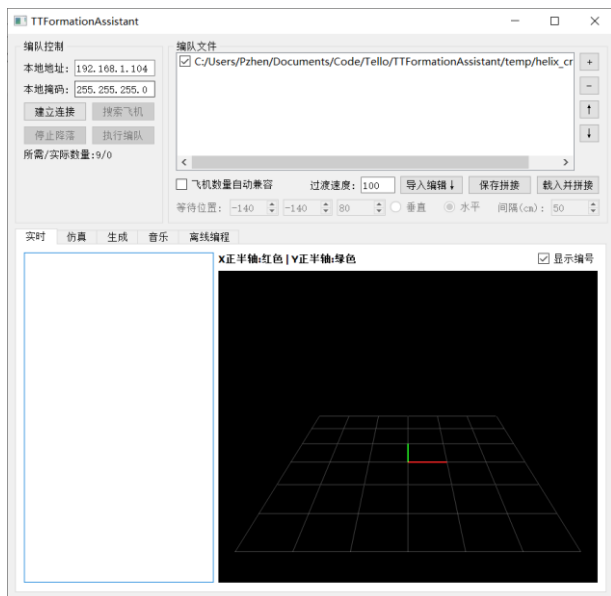 TTFormationAssistant
编队控制
本地地址: 192.168.1.104
本地掩码: 255.255.255.0
建立连接 搜索飞机
停止降落 执行编队
所需/实际数量:9/0
编队文件
C:/Users/Pzhen/Documents/Code/Tello/TTFormationAssistant/temp/helix_cr
+
-
↑
↓
飞机数量自动兼容 过渡速度: 100 导入编辑↓ 保存拼接 载入并拼接
等待位置: -140 -140 80 垂直 水平 间隔(cm): 50
实时 仿真 生成 音乐 离线编程
X正半轴:红色 | Y正半轴:绿色 显示编号